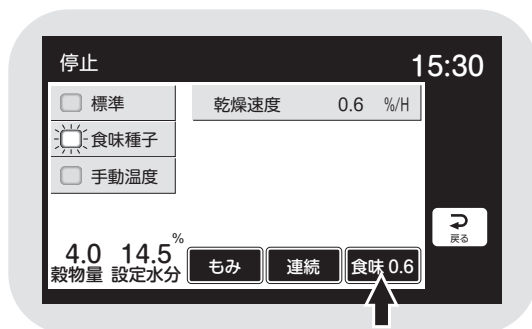 停止 15:30
標準
乾燥速度 0.6 %/H
食味種子
手動温度
戻る
%
4.0 14.5
穀物量 設定水分
もみ 連続 食味 0.6